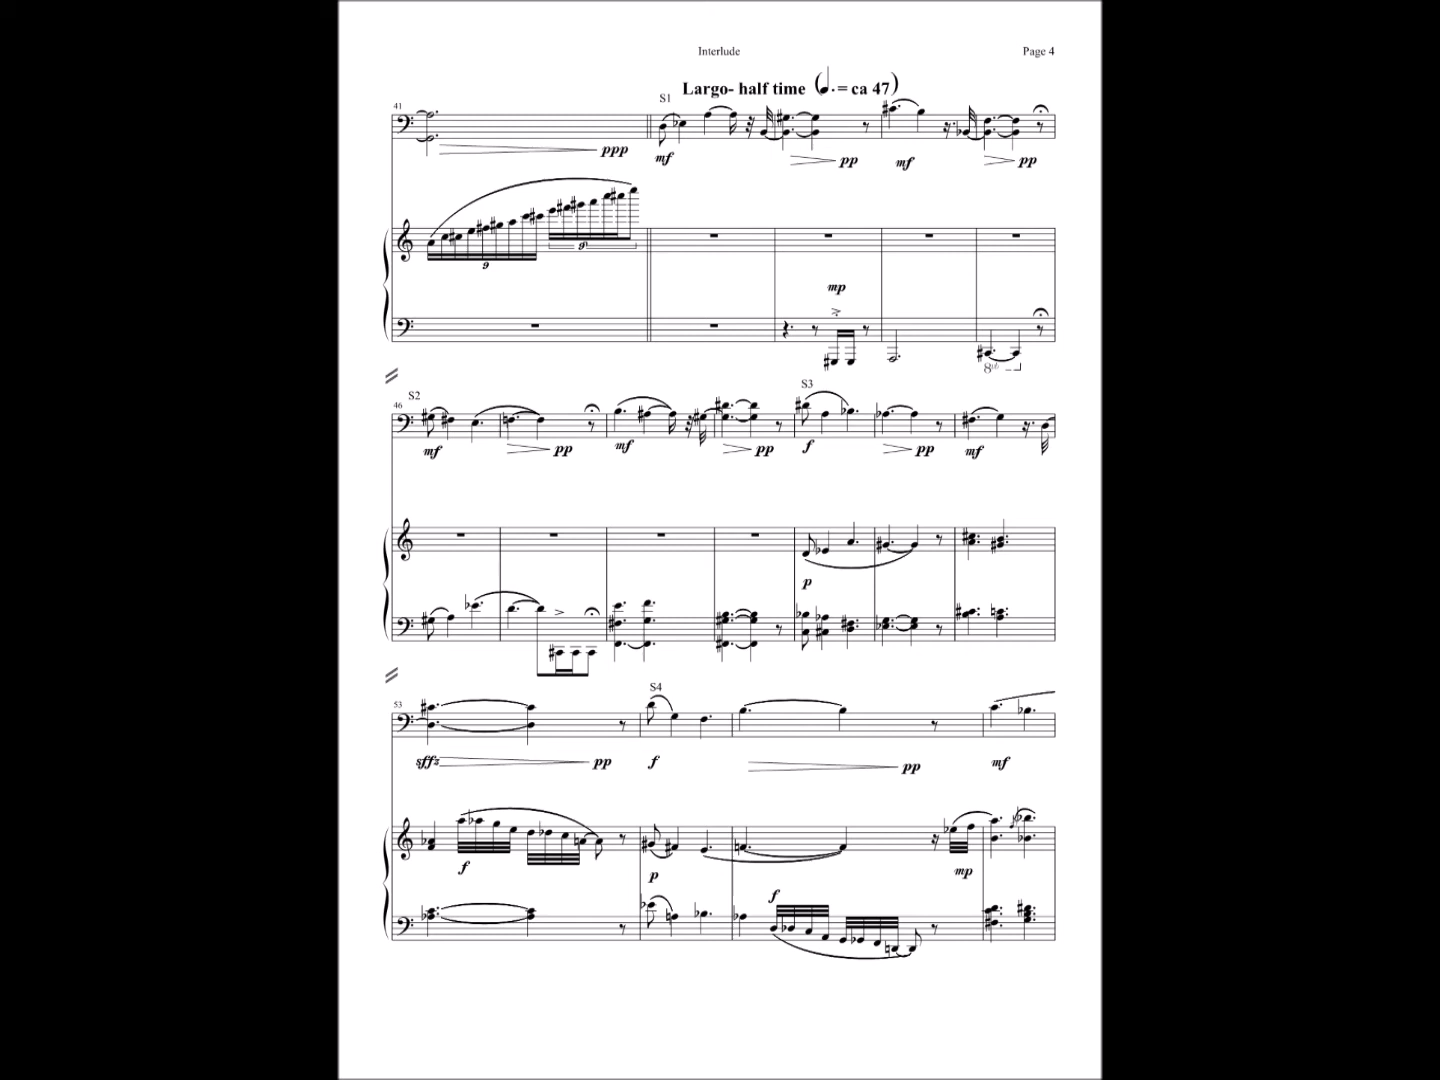 Interlude Page 4
Largo- half time (♩. = ca 47)
S1
41
ppp mf pp mf pp
9 9
mp
8vb
S2 S3
46
mf pp mf pp f pp mf
p
S4
53
sffz pp f pp mf
f p mp
f